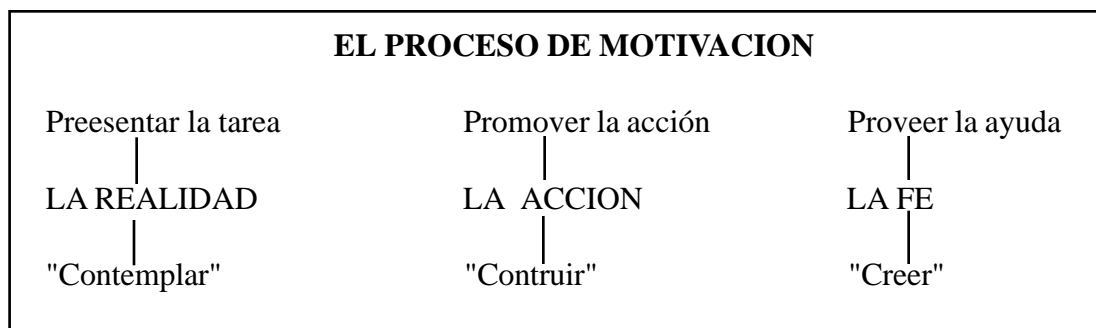 EL PROCESO DE MOTIVACION
Preesentar la tarea Promover la acción Proveer la ayuda
LA REALIDAD LA ACCION LA FE
"Contemplar" "Contruir" "Creer"